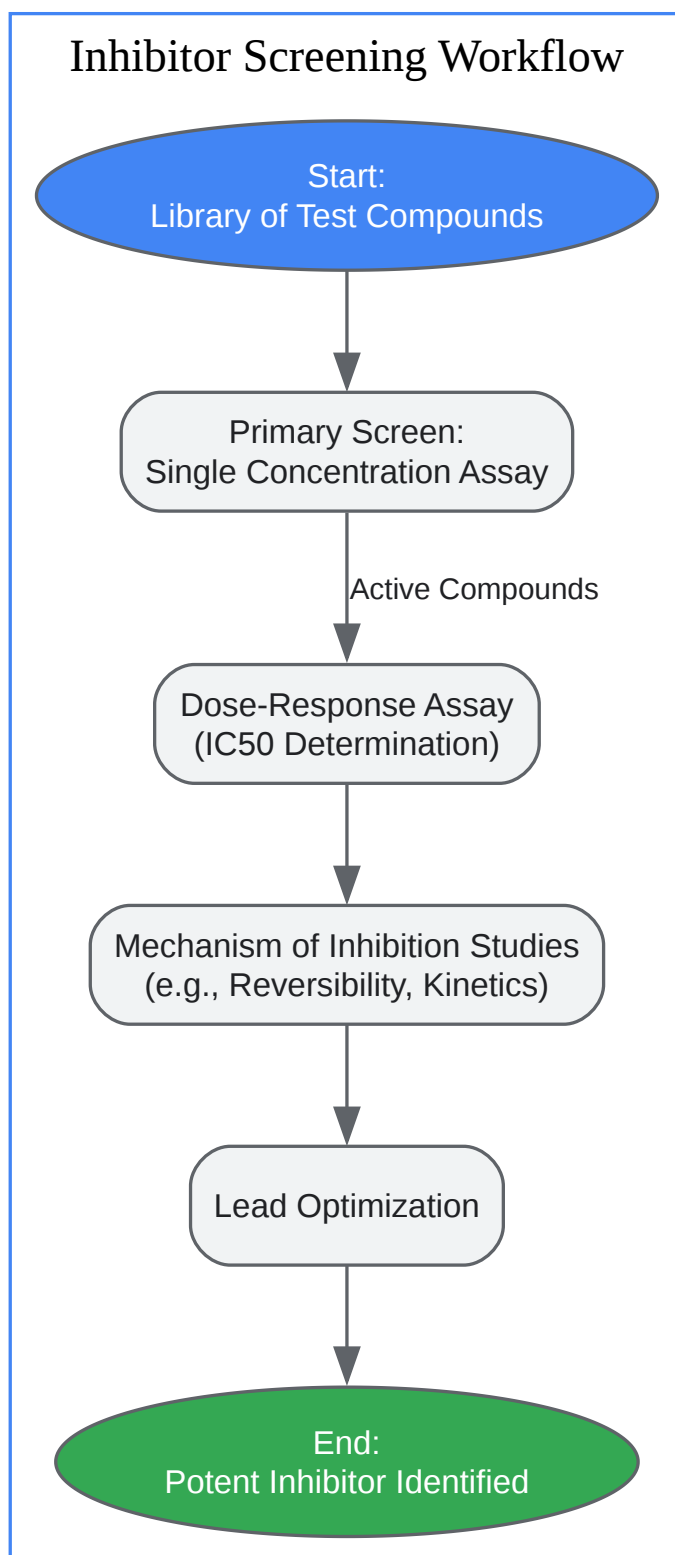 Inhibitor Screening Workflow
Start:
Library of Test Compounds
Primary Screen:
Single Concentration Assay
Active Compounds
Dose-Response Assay
(IC50 Determination)
Mechanism of Inhibition Studies
(e.g., Reversibility, Kinetics)
Lead Optimization
End:
Potent Inhibitor Identified